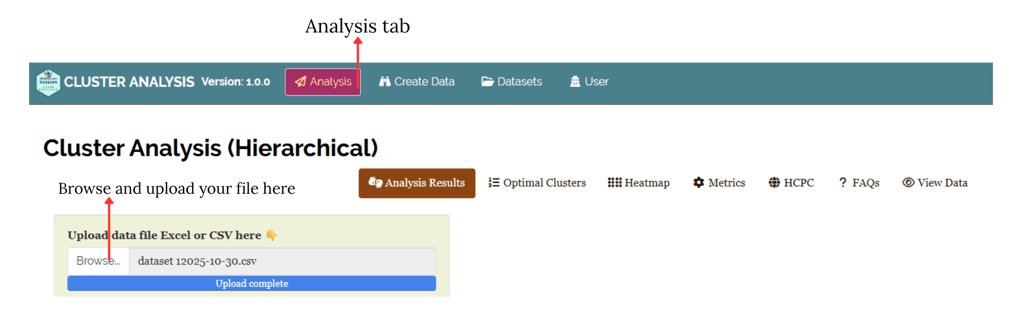 Analysis tab
CLUSTER ANALYSIS Version: 1.0.0 Analysis Create Data Datasets User
Cluster Analysis (Hierarchical)
Analysis Results Optimal Clusters Heatmap Metrics HCPC ? FAQs View Data
Browse and upload your file here
Upload data file Excel or CSV here 👇
Browse... dataset 12025-10-30.csv
Upload complete